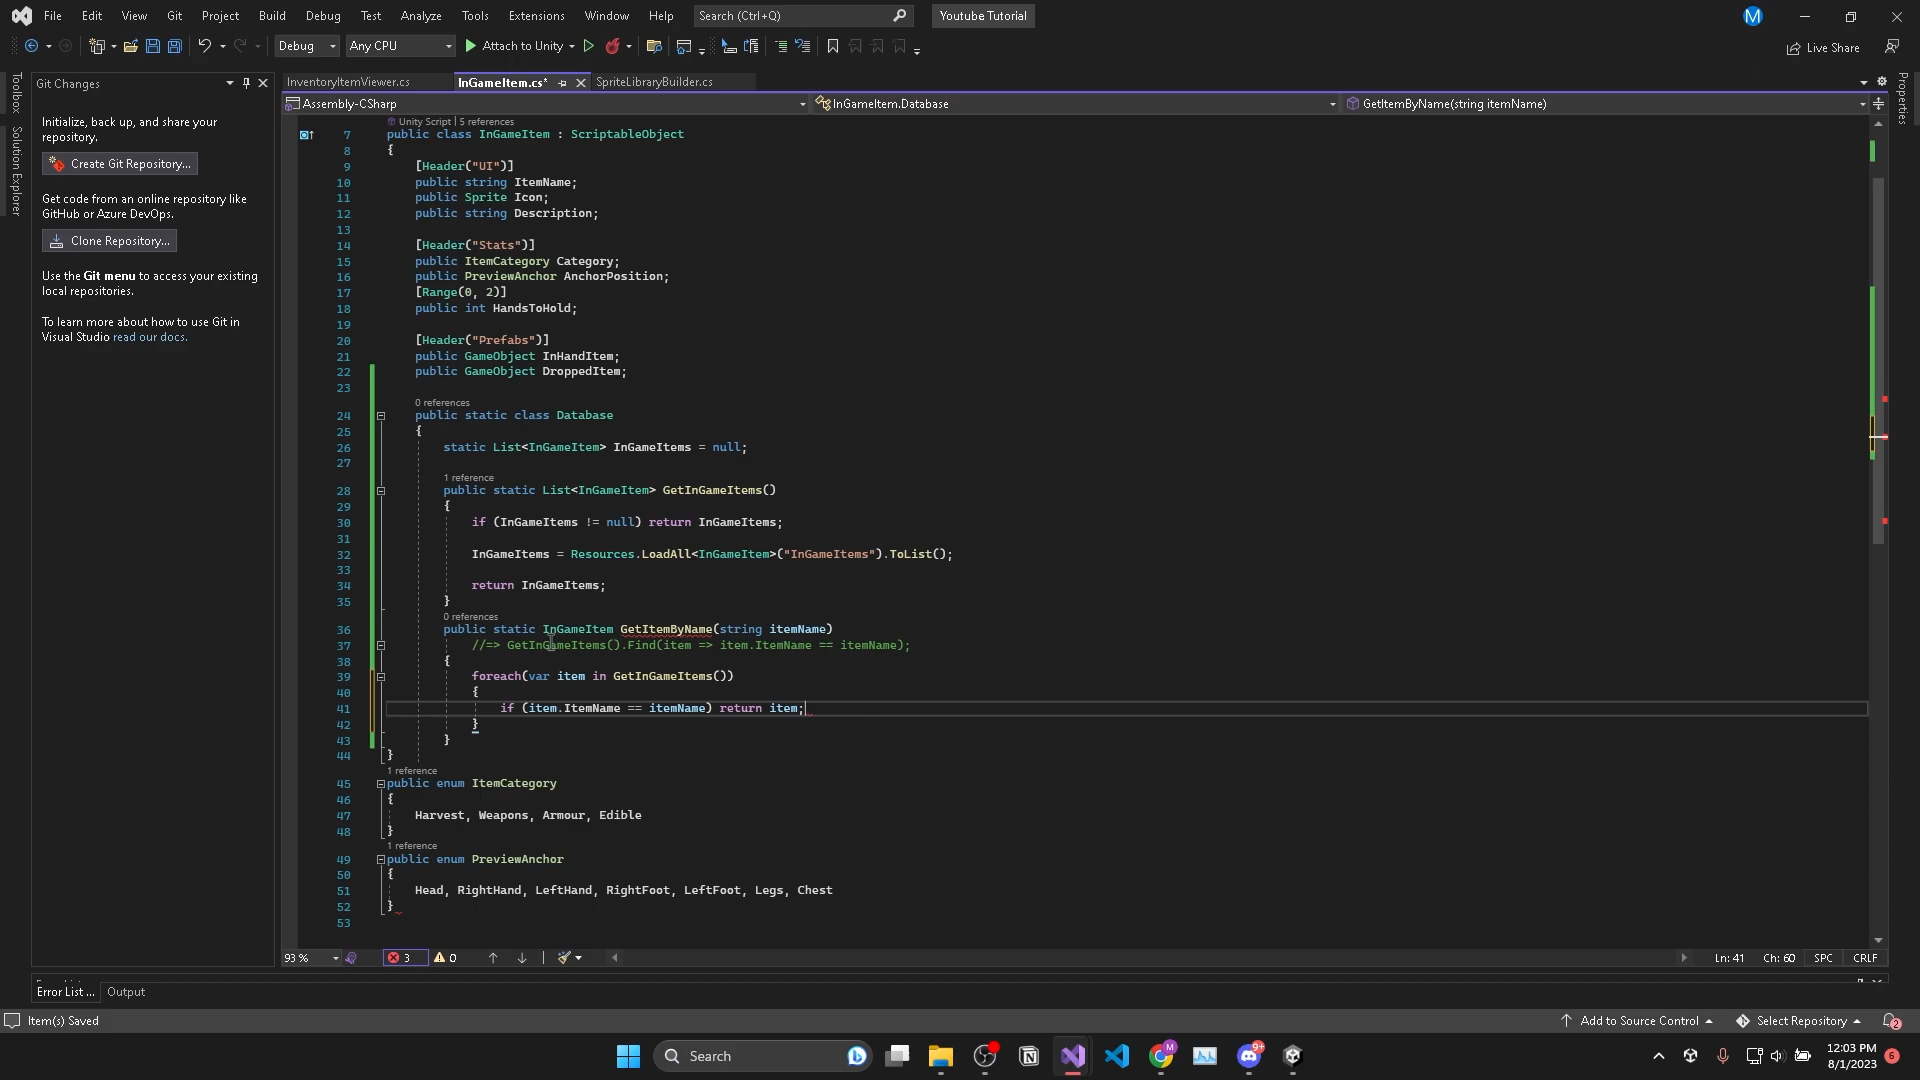 File Edit View Git Project Build Debug Test Analyze Tools Extensions Window Help Search (Ctrl+Q) Youtube Tutorial M
Debug Any CPU Attach to Unity Live Share
Toolbox
Solution Explorer
Properties
Git Changes
Initialize, back up, and share your
repository.
Create Git Repository...
Get code from an online repository like
GitHub or Azure DevOps.
Clone Repository...
Use the Git menu to access your existing
local repositories.
To learn more about how to use Git in
Visual Studio read our docs.
InventoryItemViewer.cs InGameItem.cs* SpriteLibraryBuilder.cs
Assembly-CSharp InGameItem.Database GetItemByName(string itemName)
Unity Script | 5 references
7 public class InGameItem : ScriptableObject
8 {
9 [Header("UI")]
10 public string ItemName;
11 public Sprite Icon;
12 public string Description;
13
14 [Header("Stats")]
15 public ItemCategory Category;
16 public PreviewAnchor AnchorPosition;
17 [Range(0, 2)]
18 public int HandsToHold;
19
20 [Header("Prefabs")]
21 public GameObject InHandItem;
22 public GameObject DroppedItem;
23
0 references
24 public static class Database
25 {
26 static List<InGameItem> InGameItems = null;
27
1 reference
28 public static List<InGameItem> GetInGameItems()
29 {
30 if (InGameItems != null) return InGameItems;
31
32 InGameItems = Resources.LoadAll<InGameItem>("InGameItems").ToList();
33
34 return InGameItems;
35 }
0 references
36 public static InGameItem GetItemByName(string itemName)
37 //=> GetInGameItems().Find(item => item.ItemName == itemName);
38 {
39 foreach(var item in GetInGameItems())
40 {
41 if (item.ItemName == itemName) return item;
42 }
43 }
44 }
1 reference
45 public enum ItemCategory
46 {
47 Harvest, Weapons, Armour, Edible
48 }
1 reference
49 public enum PreviewAnchor
50 {
51 Head, RightHand, LeftHand, RightFoot, LeftFoot, Legs, Chest
52 }
53
93 % 3 0 Ln: 41 Ch: 60 SPC CRLF
Error List ... Output
Item(s) Saved Add to Source Control Select Repository 2
Search M 9+ 12:03 PM
8/1/2023 6